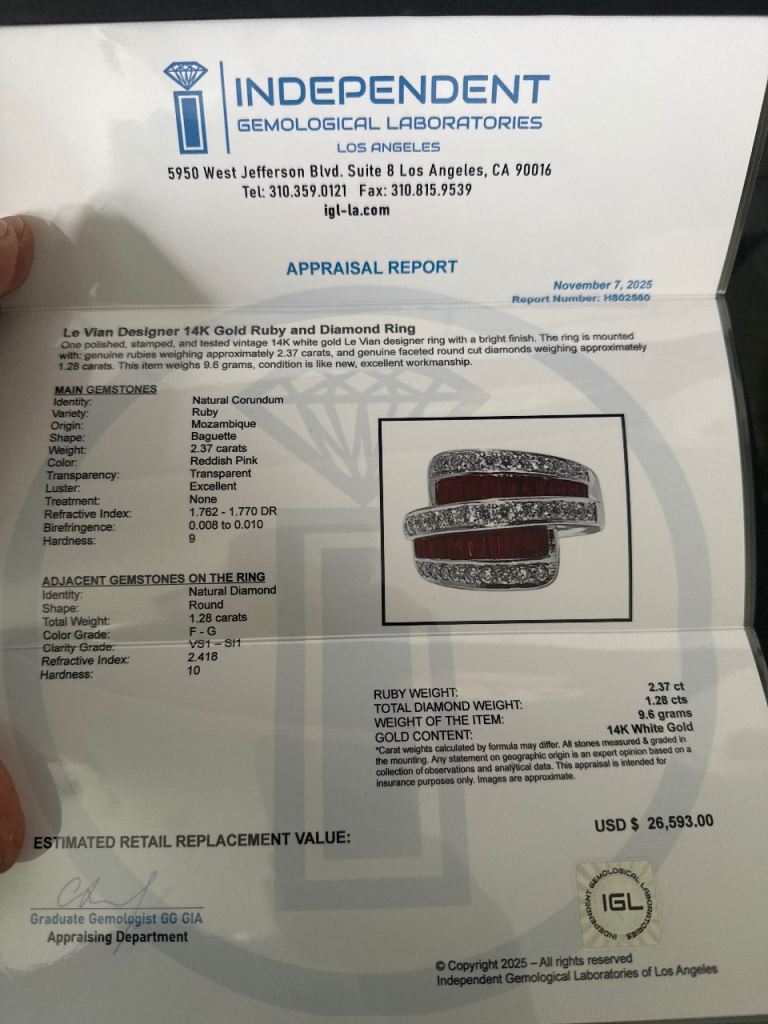 INDEPENDENT
GEMOLOGICAL LABORATORIES
LOS ANGELES
5950 West Jefferson Blvd. Suite 8 Los Angeles, CA 90016
Tel: 310.359.0121 Fax: 310.815.9539
igl-la.com
APPRAISAL REPORT
November 7, 2025
Report Number: H802560
Le Vian Designer 14K Gold Ruby and Diamond Ring
One polished, stamped, and tested vintage 14K white gold Le Vian designer ring with a bright finish. The ring is mounted
with: genuine rubies weighing approximately 2.37 carats, and genuine faceted round cut diamonds weighing approximately
1.28 carats. This item weighs 9.6 grams, condition is like new, excellent workmanship.
MAIN GEMSTONES
Identity: Natural Corundum
Variety: Ruby
Origin: Mozambique
Shape: Baguette
Weight: 2.37 carats
Color: Reddish Pink
Transparency: Transparent
Luster: Excellent
Treatment: None
Refractive Index: 1.762 - 1.770 DR
Birefringence: 0.008 to 0.010
Hardness: 9
ADJACENT GEMSTONES ON THE RING
Identity: Natural Diamond
Shape: Round
Total Weight: 1.28 carats
Color Grade: F - G
Clarity Grade: VS1 – SI1
Refractive Index: 2.418
Hardness: 10
RUBY WEIGHT: 2.37 ct
TOTAL DIAMOND WEIGHT: 1.28 cts
WEIGHT OF THE ITEM: 9.6 grams
GOLD CONTENT: 14K White Gold
*Carat weights calculated by formula may differ. All stones measured & graded in
the mounting. Any statement on geographic origin is an expert opinion based on a
collection of observations and analytical data. This appraisal is intended for
insurance purposes only. Images are approximate.
ESTIMATED RETAIL REPLACEMENT VALUE: USD $ 26,593.00
Graduate Gemologist GG GIA
Appraising Department
INDEPENDENT GEMOLOGICAL LABORATORIES
IGL
© Copyright 2025 – All rights reserved
Independent Gemological Laboratories of Los Angeles